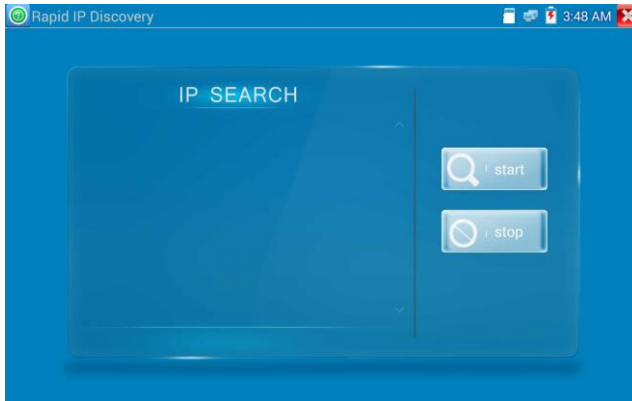 Rapid IP Discovery
3:48 AM
IP SEARCH
start
stop